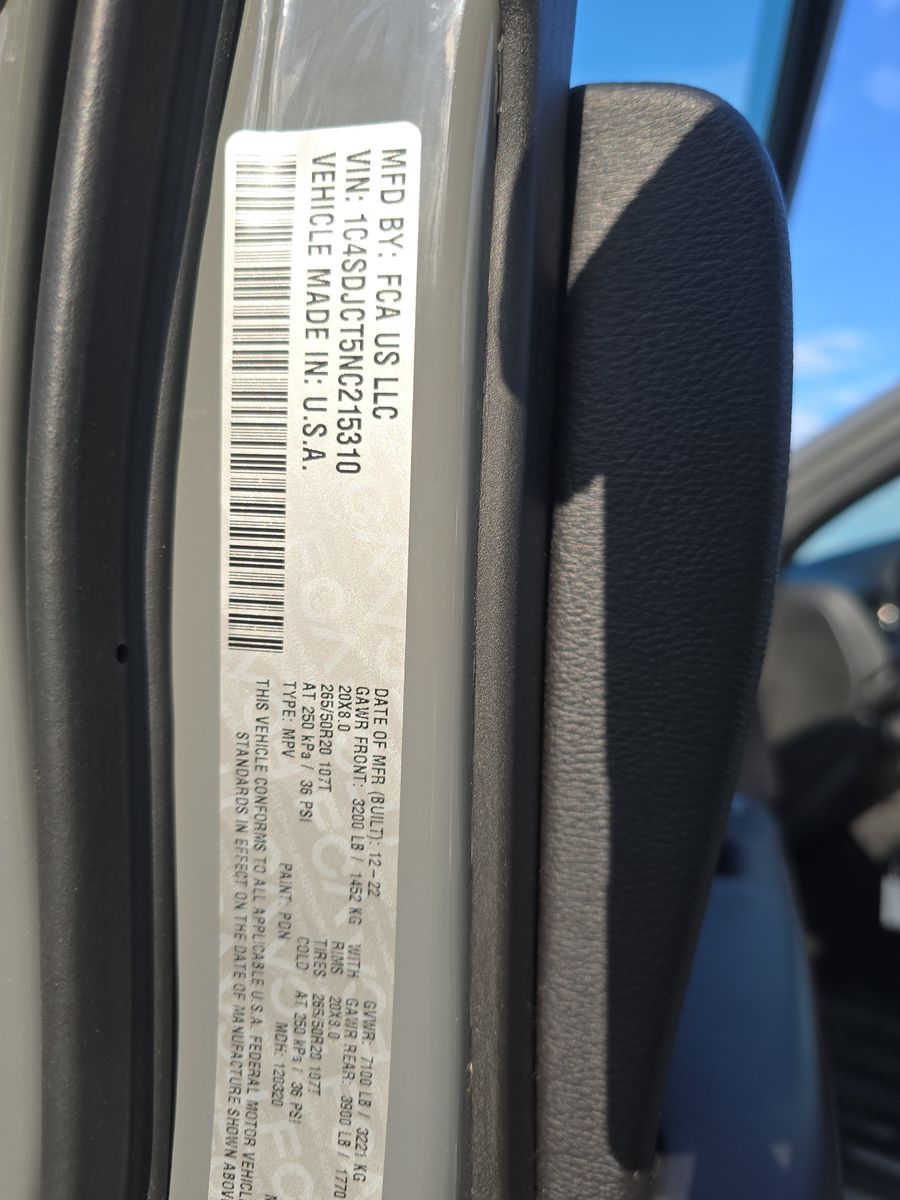 MFD BY: FCA US LLC
VIN: 1C4SDJCT5NC215310
VEHICLE MADE IN: U.S.A.
DATE OF MFR (BUILT): 12-22 GVWR: 7100 LB / 3221 KG
GAWR FRONT: 3200 LB / 1452 KG WITH GAWR REAR: 3900 LB / 1770
20X8.0 RIMS 20X8.0
265/50R20 107T TIRES 265/50R20 107T
AT 250 kPa / 36 PSI COLD AT 250 kPa / 36 PSI
TYPE: MPV PAINT: PDN MDH: 120320
THIS VEHICLE CONFORMS TO ALL APPLICABLE U.S.A. FEDERAL MOTOR VEHICLE
STANDARDS IN EFFECT ON THE DATE OF MANUFACTURE SHOWN ABOV